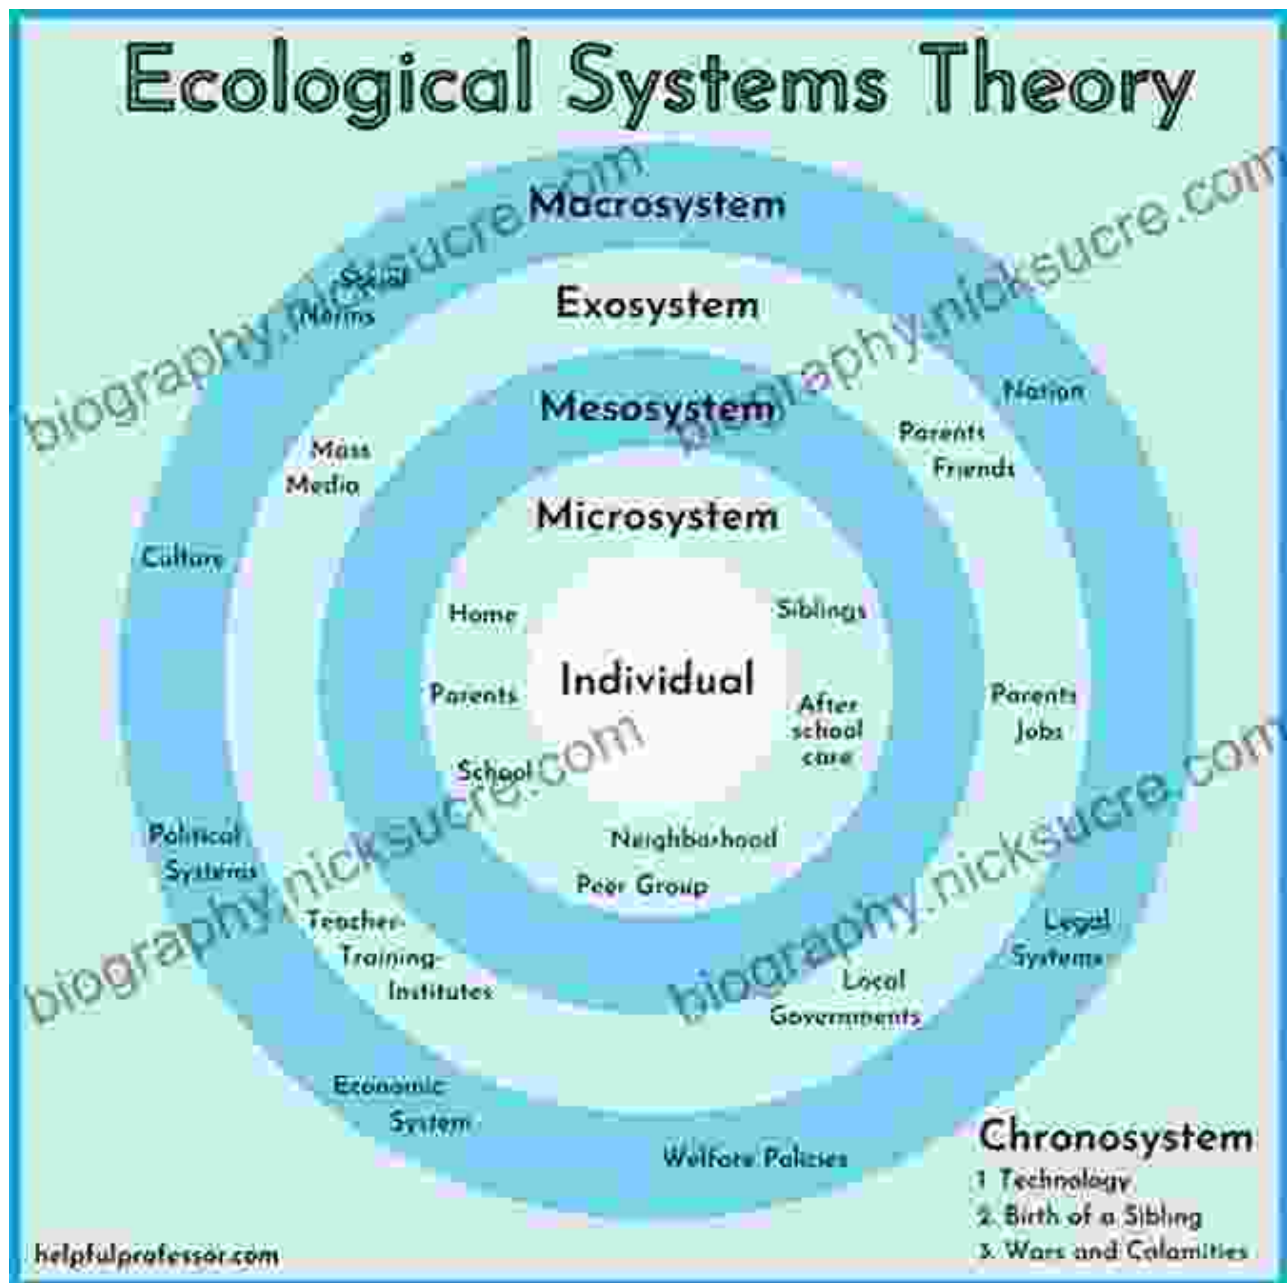 Ecological Systems Theory
Macrosystem
Social
Norms
Exosystem
Nation
Mesosystem
Parents
Friends
Mass
Media
Microsystem
Culture
Home
Siblings
Individual
Parents
After
school
care
Parents
Jobs
School
Political
Systems
Neighborhood
Peer Group
Teacher-
Training-
Institutes
Legal
Systems
Local
Governments
Economic
System
Welfare Policies
Chronosystem
1. Technology
2. Birth of a Sibling
3. Wars and Calamities
helpfulprofessor.com
biography.nicksucre.com
biography.nicksucre.com
biography.nicksucre.com
biography.nicksucre.com